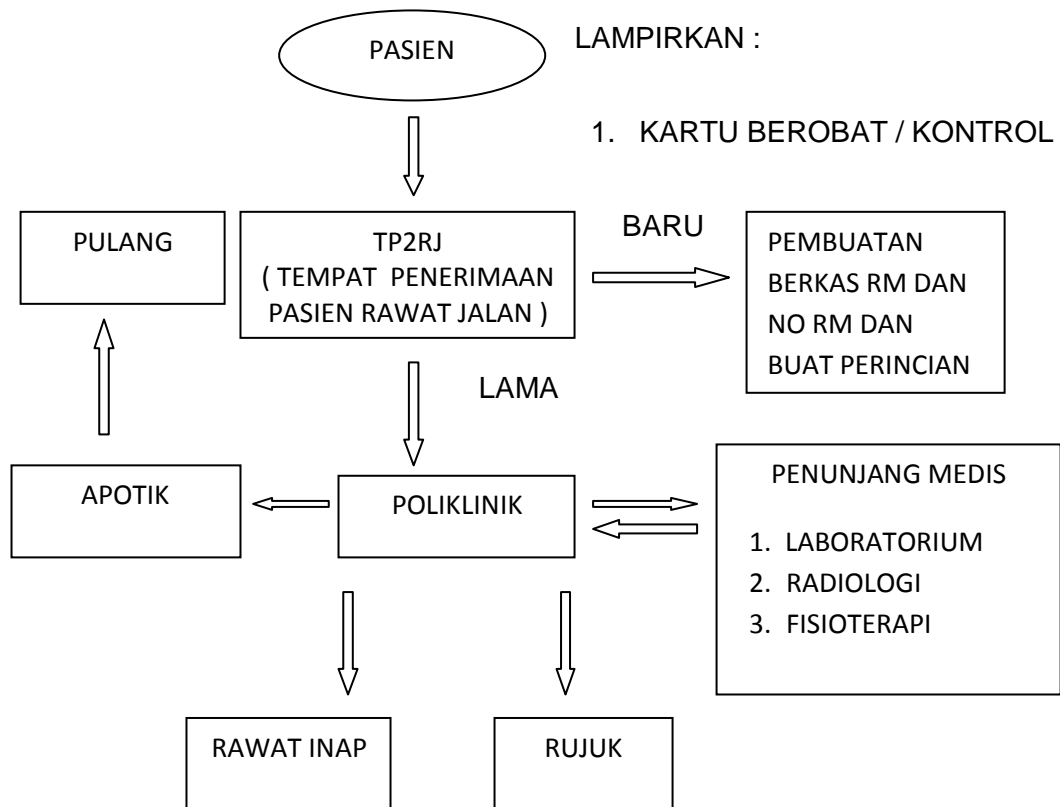 PASIEN
LAMPIRKAN :
1. KARTU BEROBAT / KONTROL
PULANG
TP2RJ
( TEMPAT PENERIMAAN
PASIEN RAWAT JALAN )
BARU
PEMBUATAN
BERKAS RM DAN
NO RM DAN
BUAT PERINCIAN
LAMA
APOTIK
POLIKLINIK
PENUNJANG MEDIS
1. LABORATORIUM
2. RADIOLOGI
3. FISIOTERAPI
RAWAT INAP
RUJUK